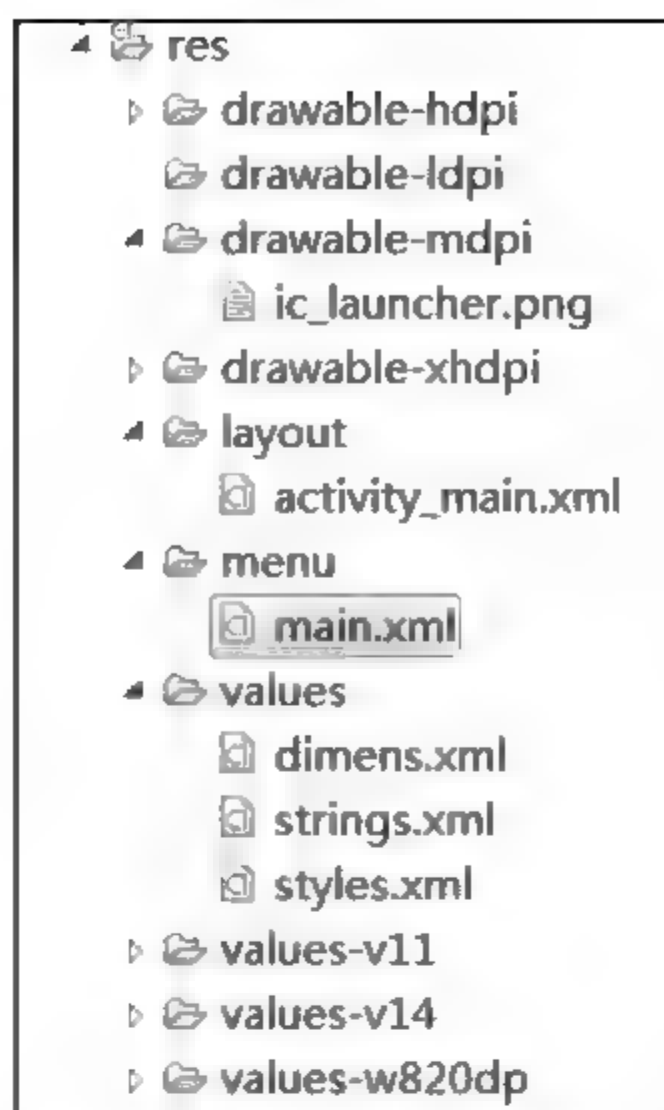 res
drawable-hdpi
drawable-ldpi
drawable-mdpi
ic_launcher.png
drawable-xhdpi
layout
activity_main.xml
menu
main.xml
values
dimens.xml
strings.xml
styles.xml
values-v11
values-v14
values-w820dp